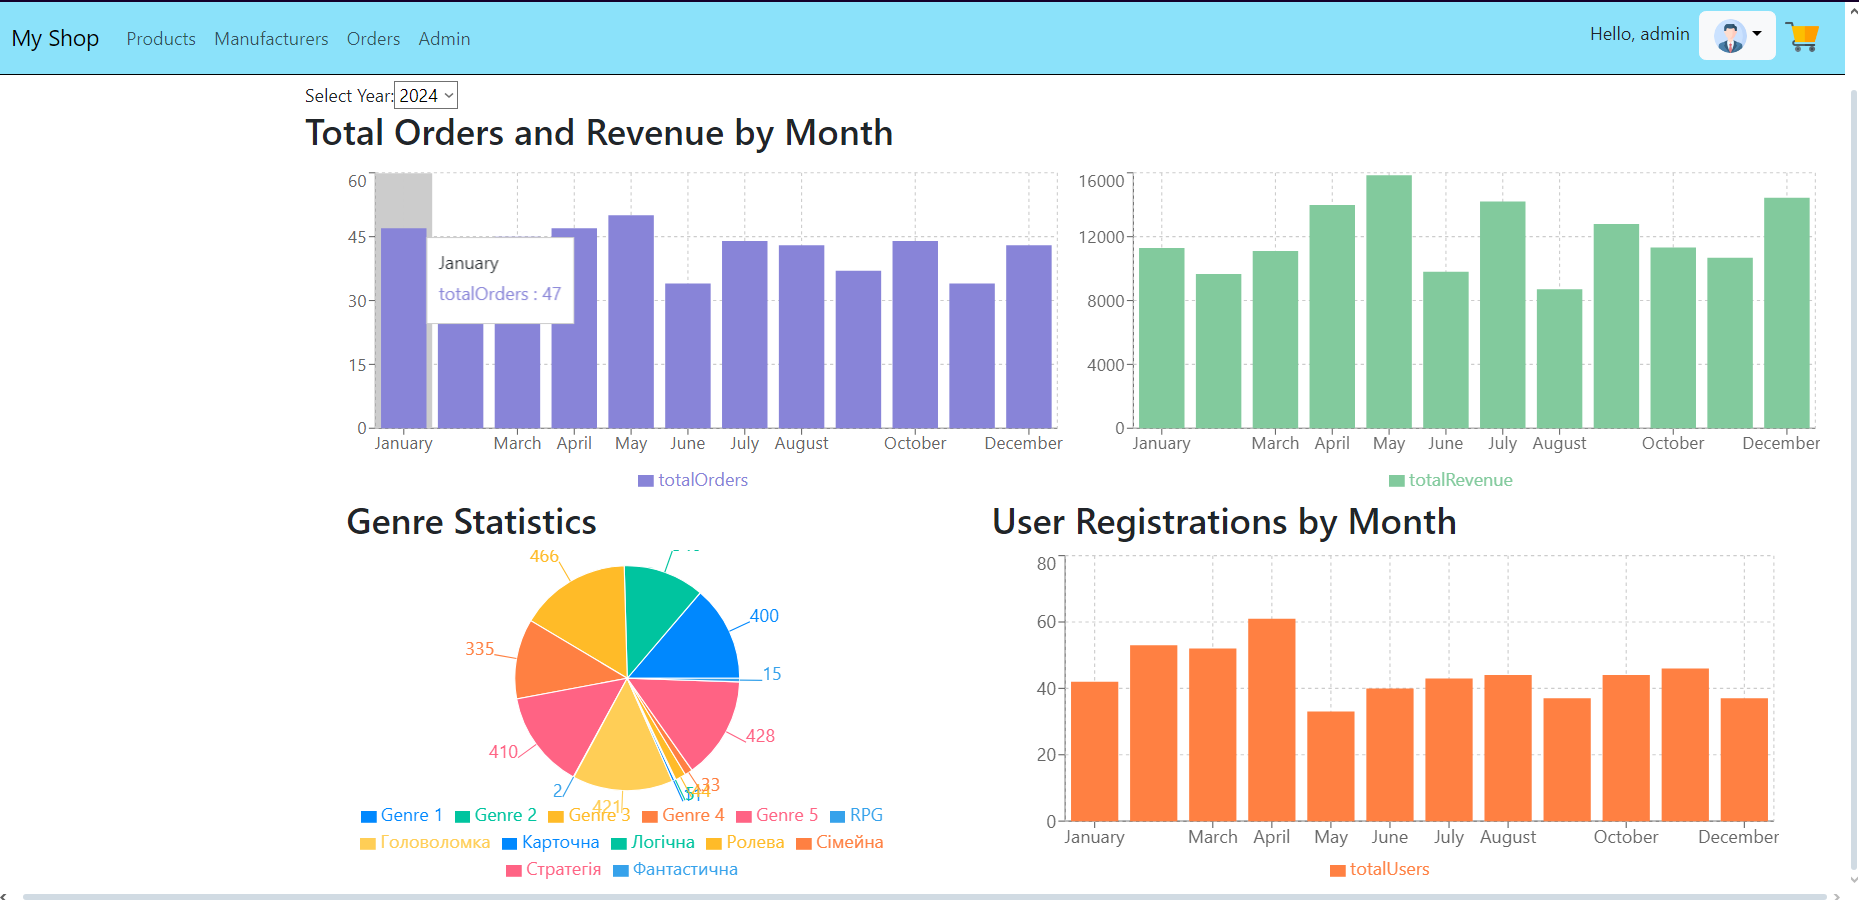 My Shop Products Manufacturers Orders Admin Hello, admin
Select Year: 2024
Total Orders and Revenue by Month
60
45
30
15
0
January March April May June July August October December
January
totalOrders : 47
totalOrders
16000
12000
8000
4000
0
January March April May June July August October December
totalRevenue
Genre Statistics
466
400
335
15
410
428
2
33
421
Genre 1 Genre 2 Genre 3 Genre 4 Genre 5 RPG
Головоломка Карточна Логічна Ролева Сімейна
Стратегія Фантастична
User Registrations by Month
80
60
40
20
0
January March April May June July August October December
totalUsers